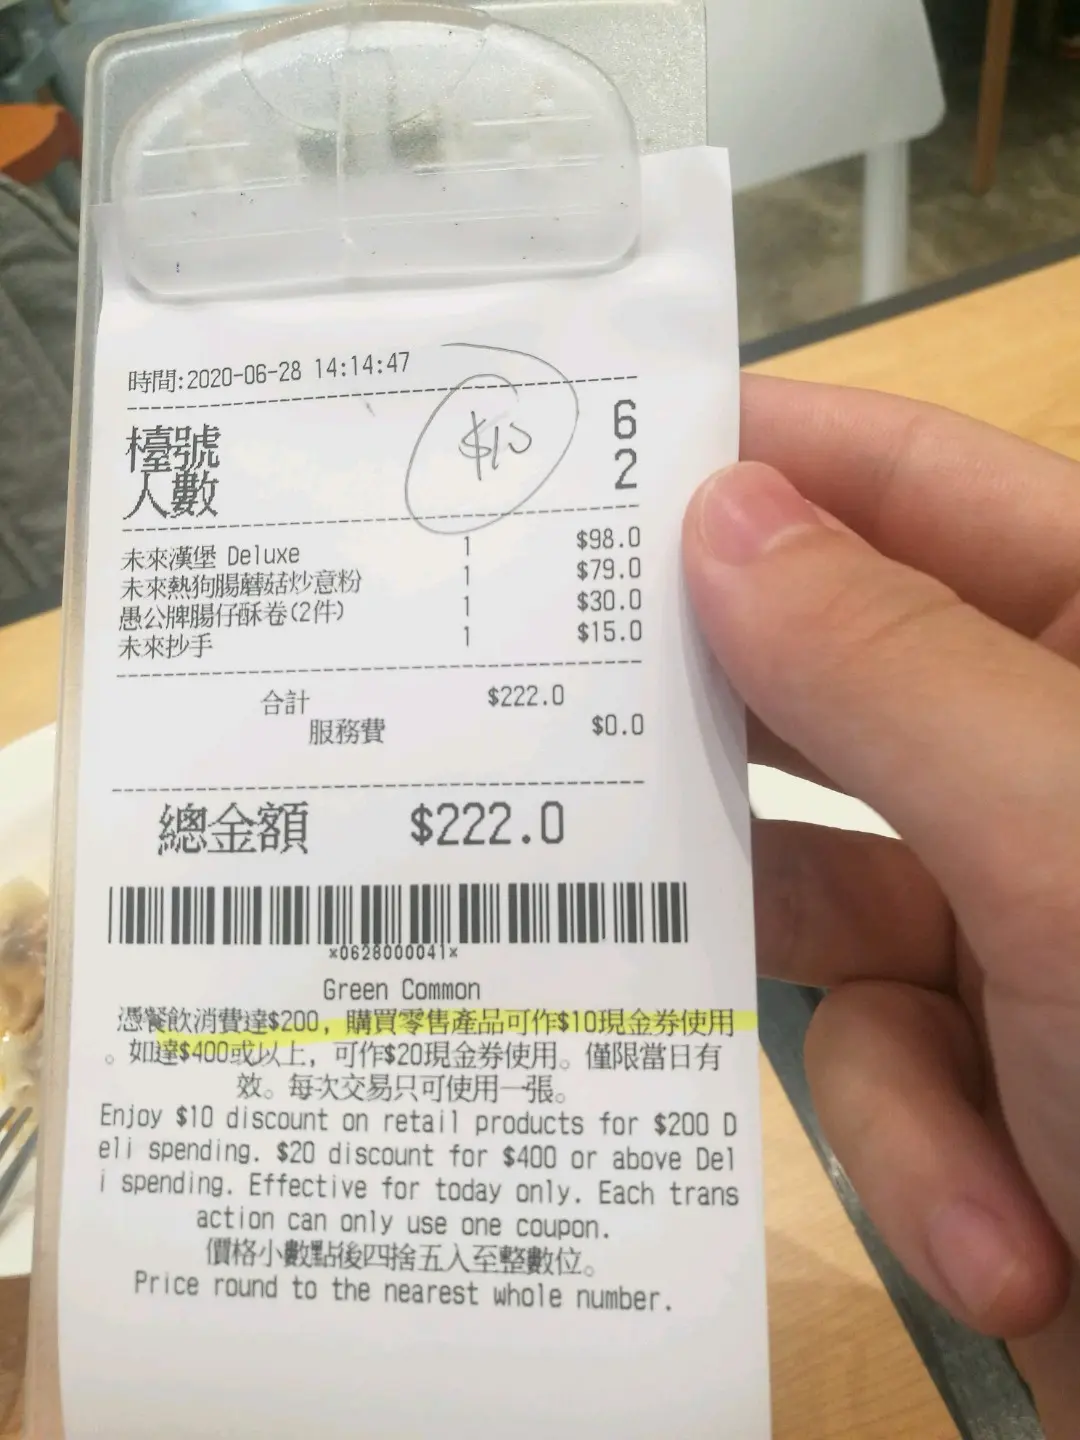 時間:2020-06-28 14:14:47
$10
檯號 6
人數 2
未來漢堡 Deluxe 1 $98.0
未來熱狗腸蘑菇炒意粉 1 $79.0
愚公牌腸仔酥卷(2件) 1 $30.0
未來抄手 1 $15.0
合計 $222.0
服務費 $0.0
總金額 $222.0
*0628000041*
Green Common
憑餐飲消費達$200, 購買零售產品可作$10現金券使用
。如達$400或以上, 可作$20現金券使用。僅限當日有
效。每次交易只可使用一張。
Enjoy $10 discount on retail products for $200 D
eli spending. $20 discount for $400 or above Del
i spending. Effective for today only. Each trans
action can only use one coupon.
價格小數點後四捨五入至整數位。
Price round to the nearest whole number.